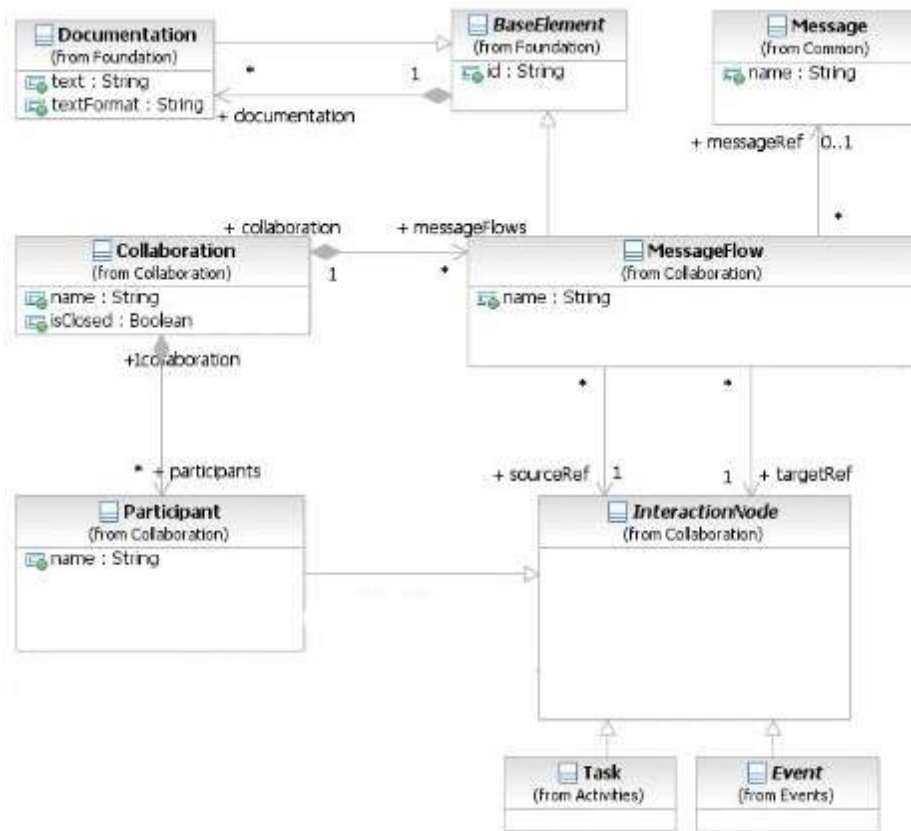 Documentation
(from Foundation)
text : String
textFormat : String
BaseElement
(from Foundation)
id : String
Message
(from Common)
name : String
*
1
+ documentation
+ messageRef
0..1
*
+ collaboration
+ messageFlows
Collaboration
(from Collaboration)
name : String
isClosed : Boolean
1
*
MessageFlow
(from Collaboration)
name : String
+1colaboration
*
*
* + participants
+ sourceRef
1
1
+ targetRef
Participant
(from Collaboration)
name : String
InteractionNode
(from Collaboration)
Task
(from Activities)
Event
(from Events)